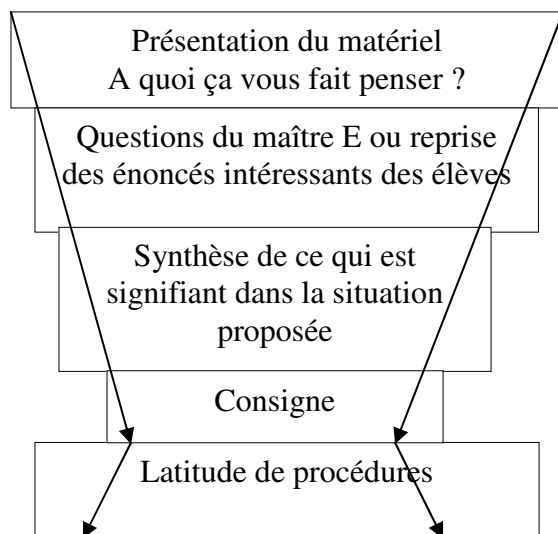 Présentation du matériel
A quoi ça vous fait penser ?
Questions du maître E ou reprise
des énoncés intéressants des élèves
Synthèse de ce qui est
signifiant dans la situation
proposée
Consigne
Latitude de procédures